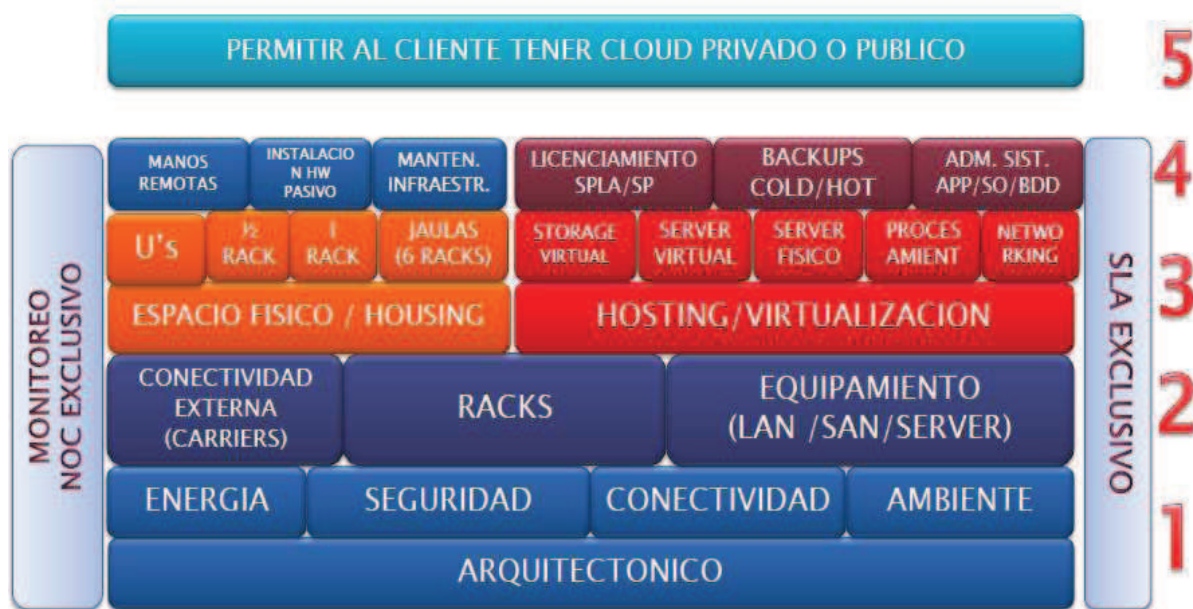 PERMITIR AL CLIENTE TENER CLOUD PRIVADO O PUBLICO
5
MONITOREO
NOC EXCLUSIVO
MANOS
REMOTAS
INSTALACIO
N HW
PASIVO
MANTEN.
INFRAESTR.
LICENCIAMIENTO
SPLA/SP
BACKUPS
COLD/HOT
ADM. SIST.
APP/SO/BDD
4
U's
½
RACK
1
RACK
JAULAS
(6 RACKS)
STORAGE
VIRTUAL
SERVER
VIRTUAL
SERVER
FISICO
PROCES
AMIENT
NETWO
RKING
ESPACIO FISICO / HOUSING
HOSTING/VIRTUALIZACION
3
SLA EXCLUSIVO
CONECTIVIDAD
EXTERNA
(CARRIERS)
RACKS
EQUIPAMIENTO
(LAN /SAN/SERVER)
2
ENERGIA
SEGURIDAD
CONECTIVIDAD
AMBIENTE
ARQUITECTONICO
1